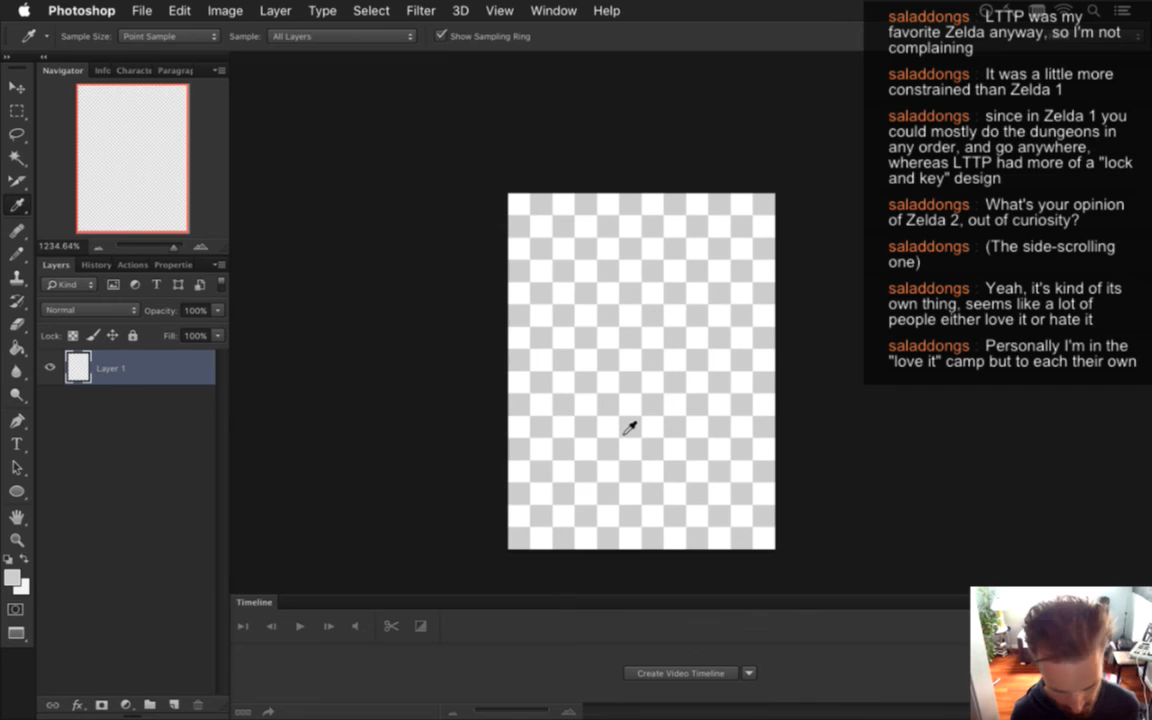 Photoshop File Edit Image Layer Type Select Filter 3D View Window Help
Sample Size: Point Sample Sample: All Layers Show Sampling Ring
Navigator Info Characte Paragrap
1234.64%
Layers History Actions Propertie
Kind
Normal Opacity: 100%
Lock: Fill: 100%
Layer 1
Timeline
Create Video Timeline
saladdongs : LTTP was my
favorite Zelda anyway, so I'm not
complaining
saladdongs : It was a little more
constrained than Zelda 1
saladdongs : since in Zelda 1 you
could mostly do the dungeons in
any order, and go anywhere,
whereas LTTP had more of a "lock
and key" design
saladdongs : What's your opinion
of Zelda 2, out of curiosity?
saladdongs : (The side-scrolling
one)
saladdongs : Yeah, it's kind of its
own thing, seems like a lot of
people either love it or hate it
saladdongs : Personally I'm in the
"love it" camp but to each their own